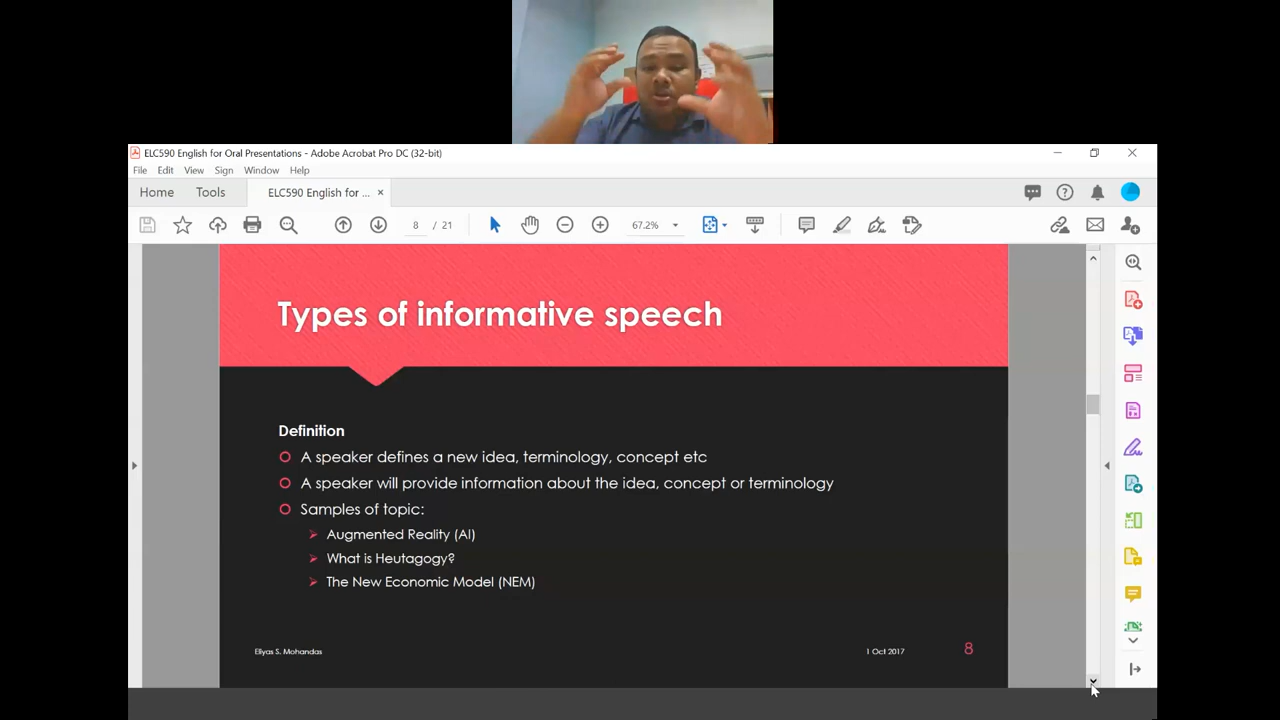 ELC590 English for Oral Presentations - Adobe Acrobat Pro DC (32-bit)
File Edit View Sign Window Help
Home Tools ELC590 English for ... ×
8 / 21 67.2%
Types of informative speech
Definition
A speaker defines a new idea, terminology, concept etc
A speaker will provide information about the idea, concept or terminology
Samples of topic:
Augmented Reality (AI)
What is Heutagogy?
The New Economic Model (NEM)
Ellyas S. Mohandas 1 Oct 2017 8